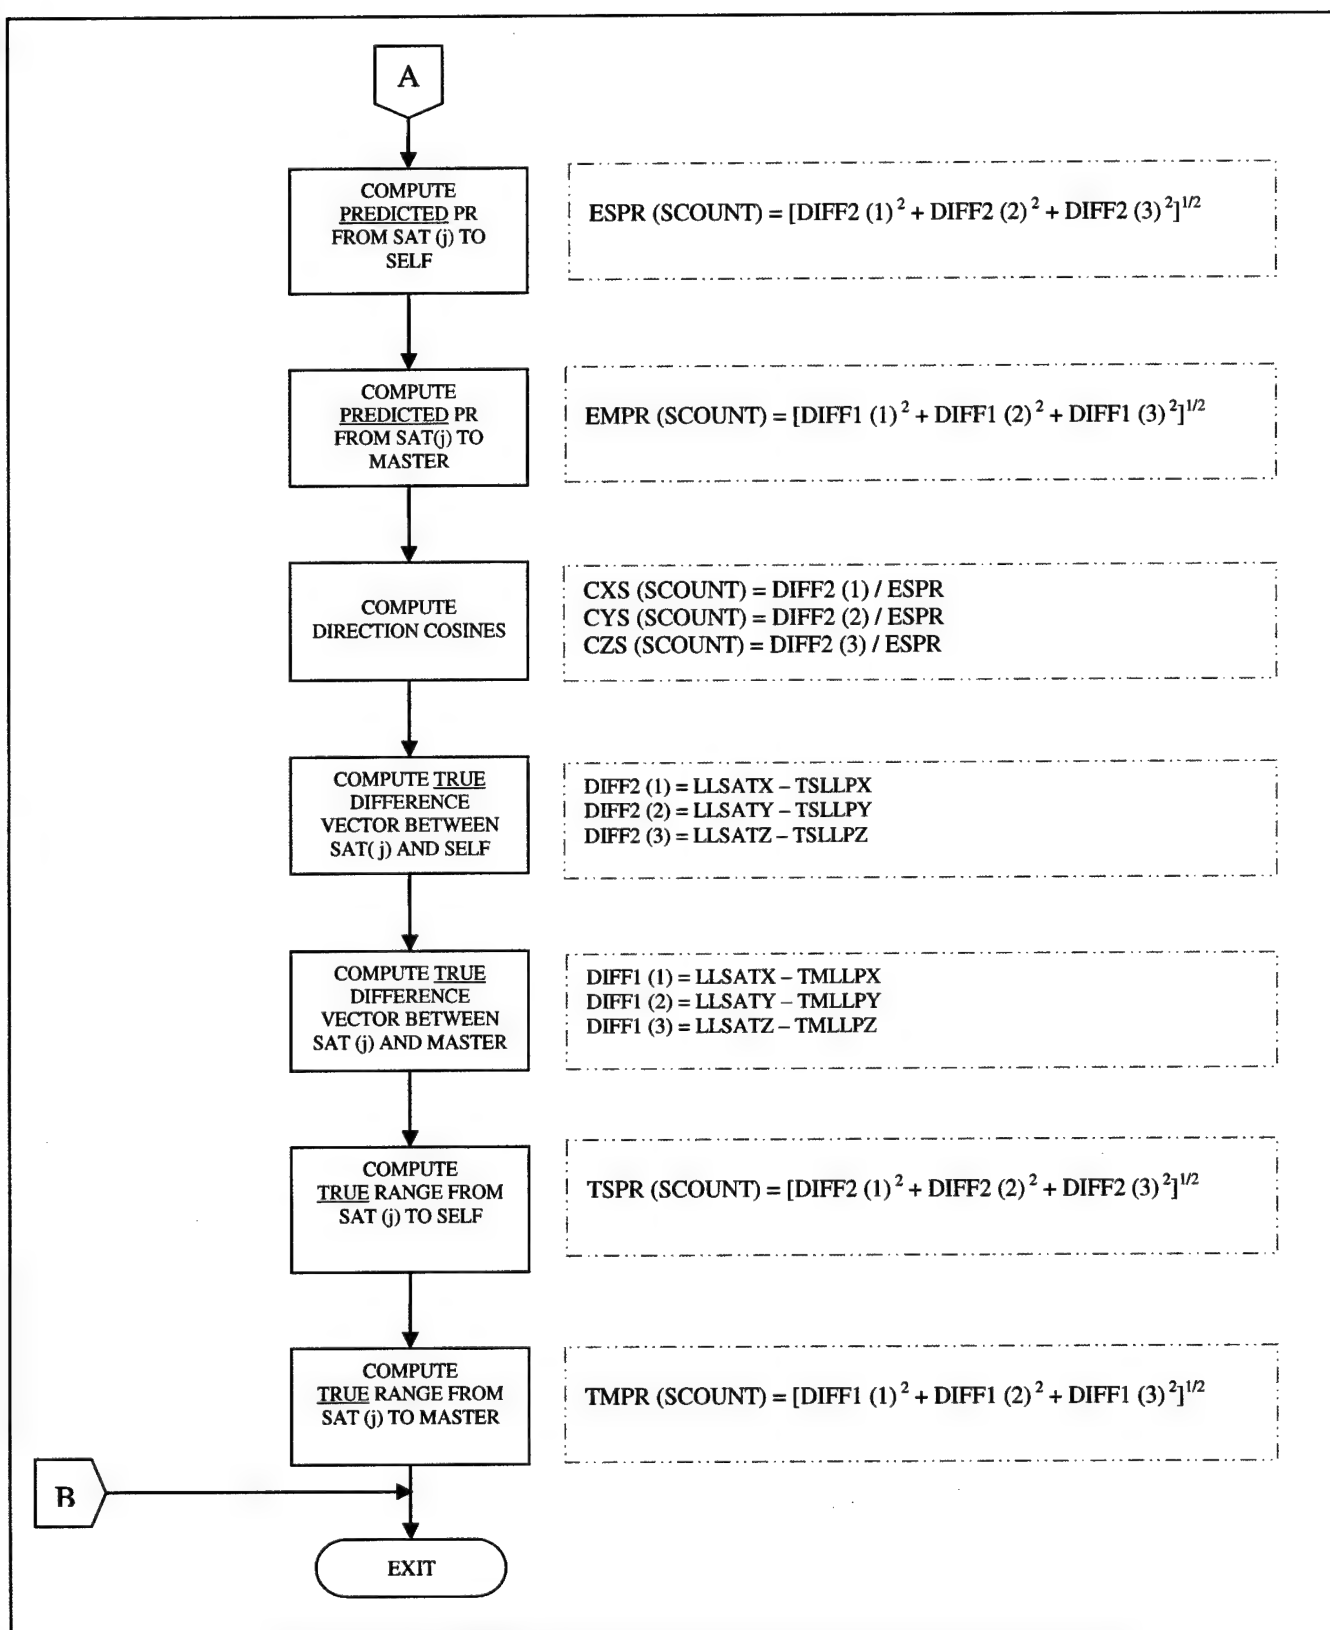 A
COMPUTE
PREDICTED PR
FROM SAT (j) TO
SELF
ESPR (SCOUNT) = [DIFF2 (1)² + DIFF2 (2)² + DIFF2 (3)²]^1/2
COMPUTE
PREDICTED PR
FROM SAT(j) TO
MASTER
EMPR (SCOUNT) = [DIFF1 (1)² + DIFF1 (2)² + DIFF1 (3)²]^1/2
COMPUTE
DIRECTION COSINES
CXS (SCOUNT) = DIFF2 (1) / ESPR
CYS (SCOUNT) = DIFF2 (2) / ESPR
CZS (SCOUNT) = DIFF2 (3) / ESPR
COMPUTE TRUE
DIFFERENCE
VECTOR BETWEEN
SAT( j) AND SELF
DIFF2 (1) = LLSATX – TSLLPX
DIFF2 (2) = LLSATY – TSLLPY
DIFF2 (3) = LLSATZ – TSLLPZ
COMPUTE TRUE
DIFFERENCE
VECTOR BETWEEN
SAT (j) AND MASTER
DIFF1 (1) = LLSATX – TMLLPX
DIFF1 (2) = LLSATY – TMLLPY
DIFF1 (3) = LLSATZ – TMLLPZ
COMPUTE
TRUE RANGE FROM
SAT (j) TO SELF
TSPR (SCOUNT) = [DIFF2 (1)² + DIFF2 (2)² + DIFF2 (3)²]^1/2
COMPUTE
TRUE RANGE FROM
SAT (j) TO MASTER
TMPR (SCOUNT) = [DIFF1 (1)² + DIFF1 (2)² + DIFF1 (3)²]^1/2
B
EXIT